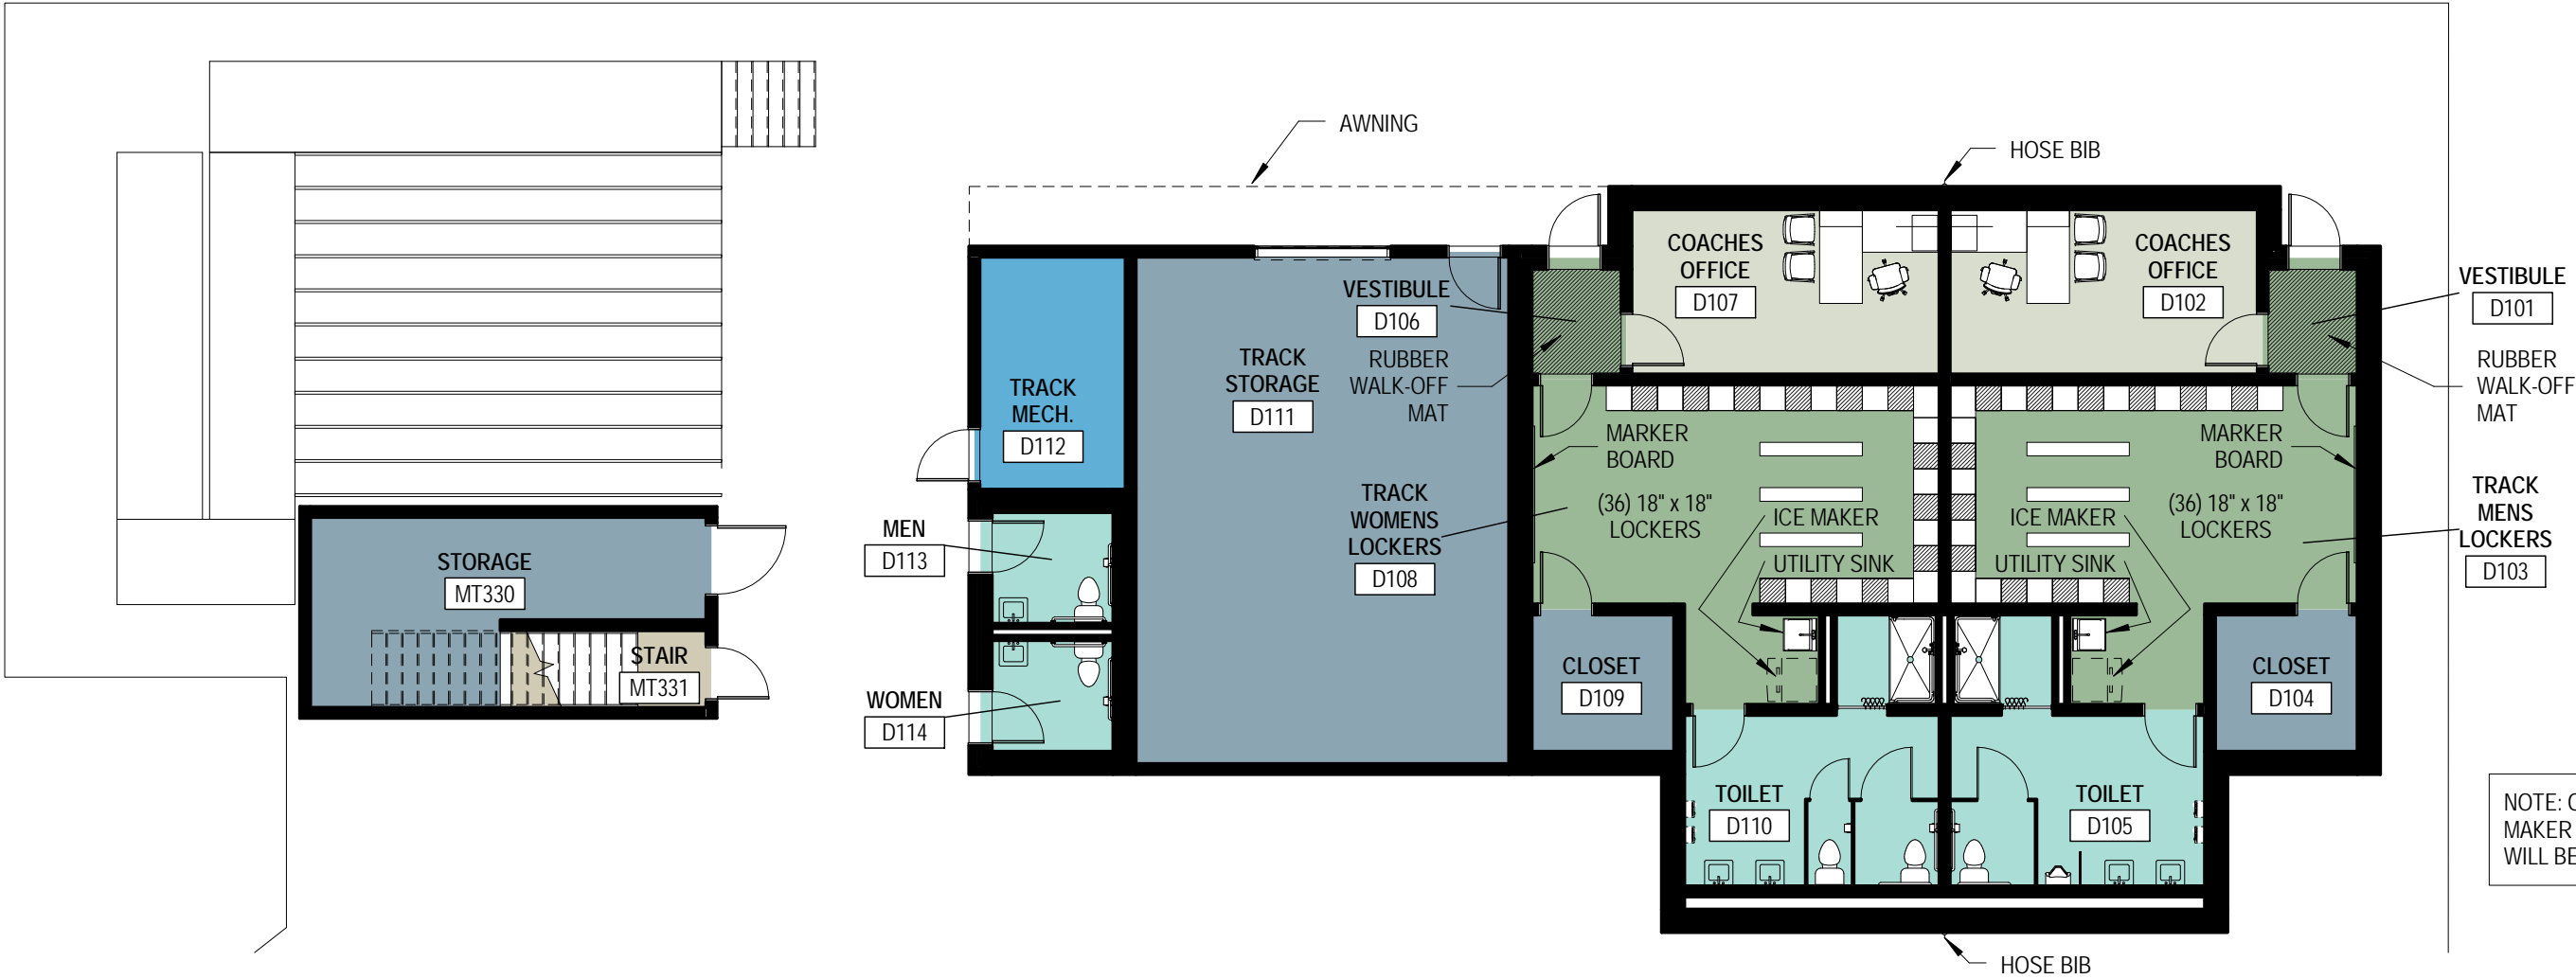 AWNING
HOSE BIB
COACHES
OFFICE
D107
COACHES
OFFICE
D102
VESTIBULE
D106
VESTIBULE
D101
RUBBER
WALK-OFF
MAT
RUBBER
WALK-OFF
MAT
TRACK
STORAGE
D111
TRACK
MECH.
D112
MARKER
BOARD
MARKER
BOARD
(36) 18" x 18"
LOCKERS
(36) 18" x 18"
LOCKERS
TRACK
WOMENS
LOCKERS
D108
TRACK
MENS
LOCKERS
D103
ICE MAKER
ICE MAKER
UTILITY SINK
UTILITY SINK
MEN
D113
STORAGE
MT330
STAIR
MT331
WOMEN
D114
CLOSET
D109
CLOSET
D104
TOILET
D110
TOILET
D105
NOTE:
MAKER
WILL BE
HOSE BIB